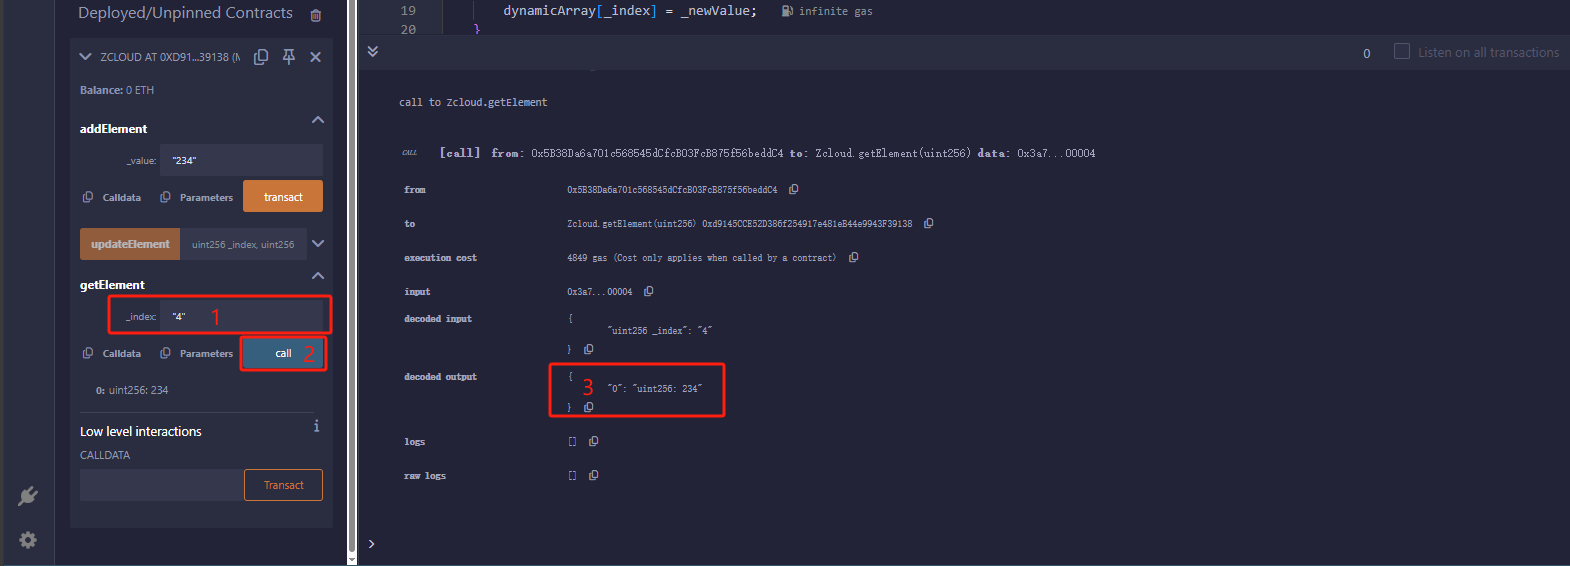 Deployed/Unpinned Contracts
ZCLOUD AT 0XD91...39138 (M
Balance: 0 ETH
addElement
_value: "234"
Calldata Parameters transact
updateElement uint256 _index, uint256
getElement
_index: "4" 1
Calldata Parameters call 2
0: uint256: 234
Low level interactions
CALLDATA
Transact
19 dynamicArray[_index] = _newValue; infinite gas
20 }
0 Listen on all transactions
call to Zcloud.getElement
CALL [call] from: 0x5B38Da6a701c568545dCfcB03FcB875f56beddC4 to: Zcloud.getElement(uint256) data: 0x3a7...00004
from 0x5B38Da6a701c568545dCfcB03FcB875f56beddC4
to Zcloud.getElement(uint256) 0xd9145CCE52D386f254917e481eB44e9943F39138
execution cost 4849 gas (Cost only applies when called by a contract)
input 0x3a7...00004
decoded input {
"uint256 _index": "4"
}
decoded output {
3 "0": "uint256: 234"
}
logs []
raw logs []
>